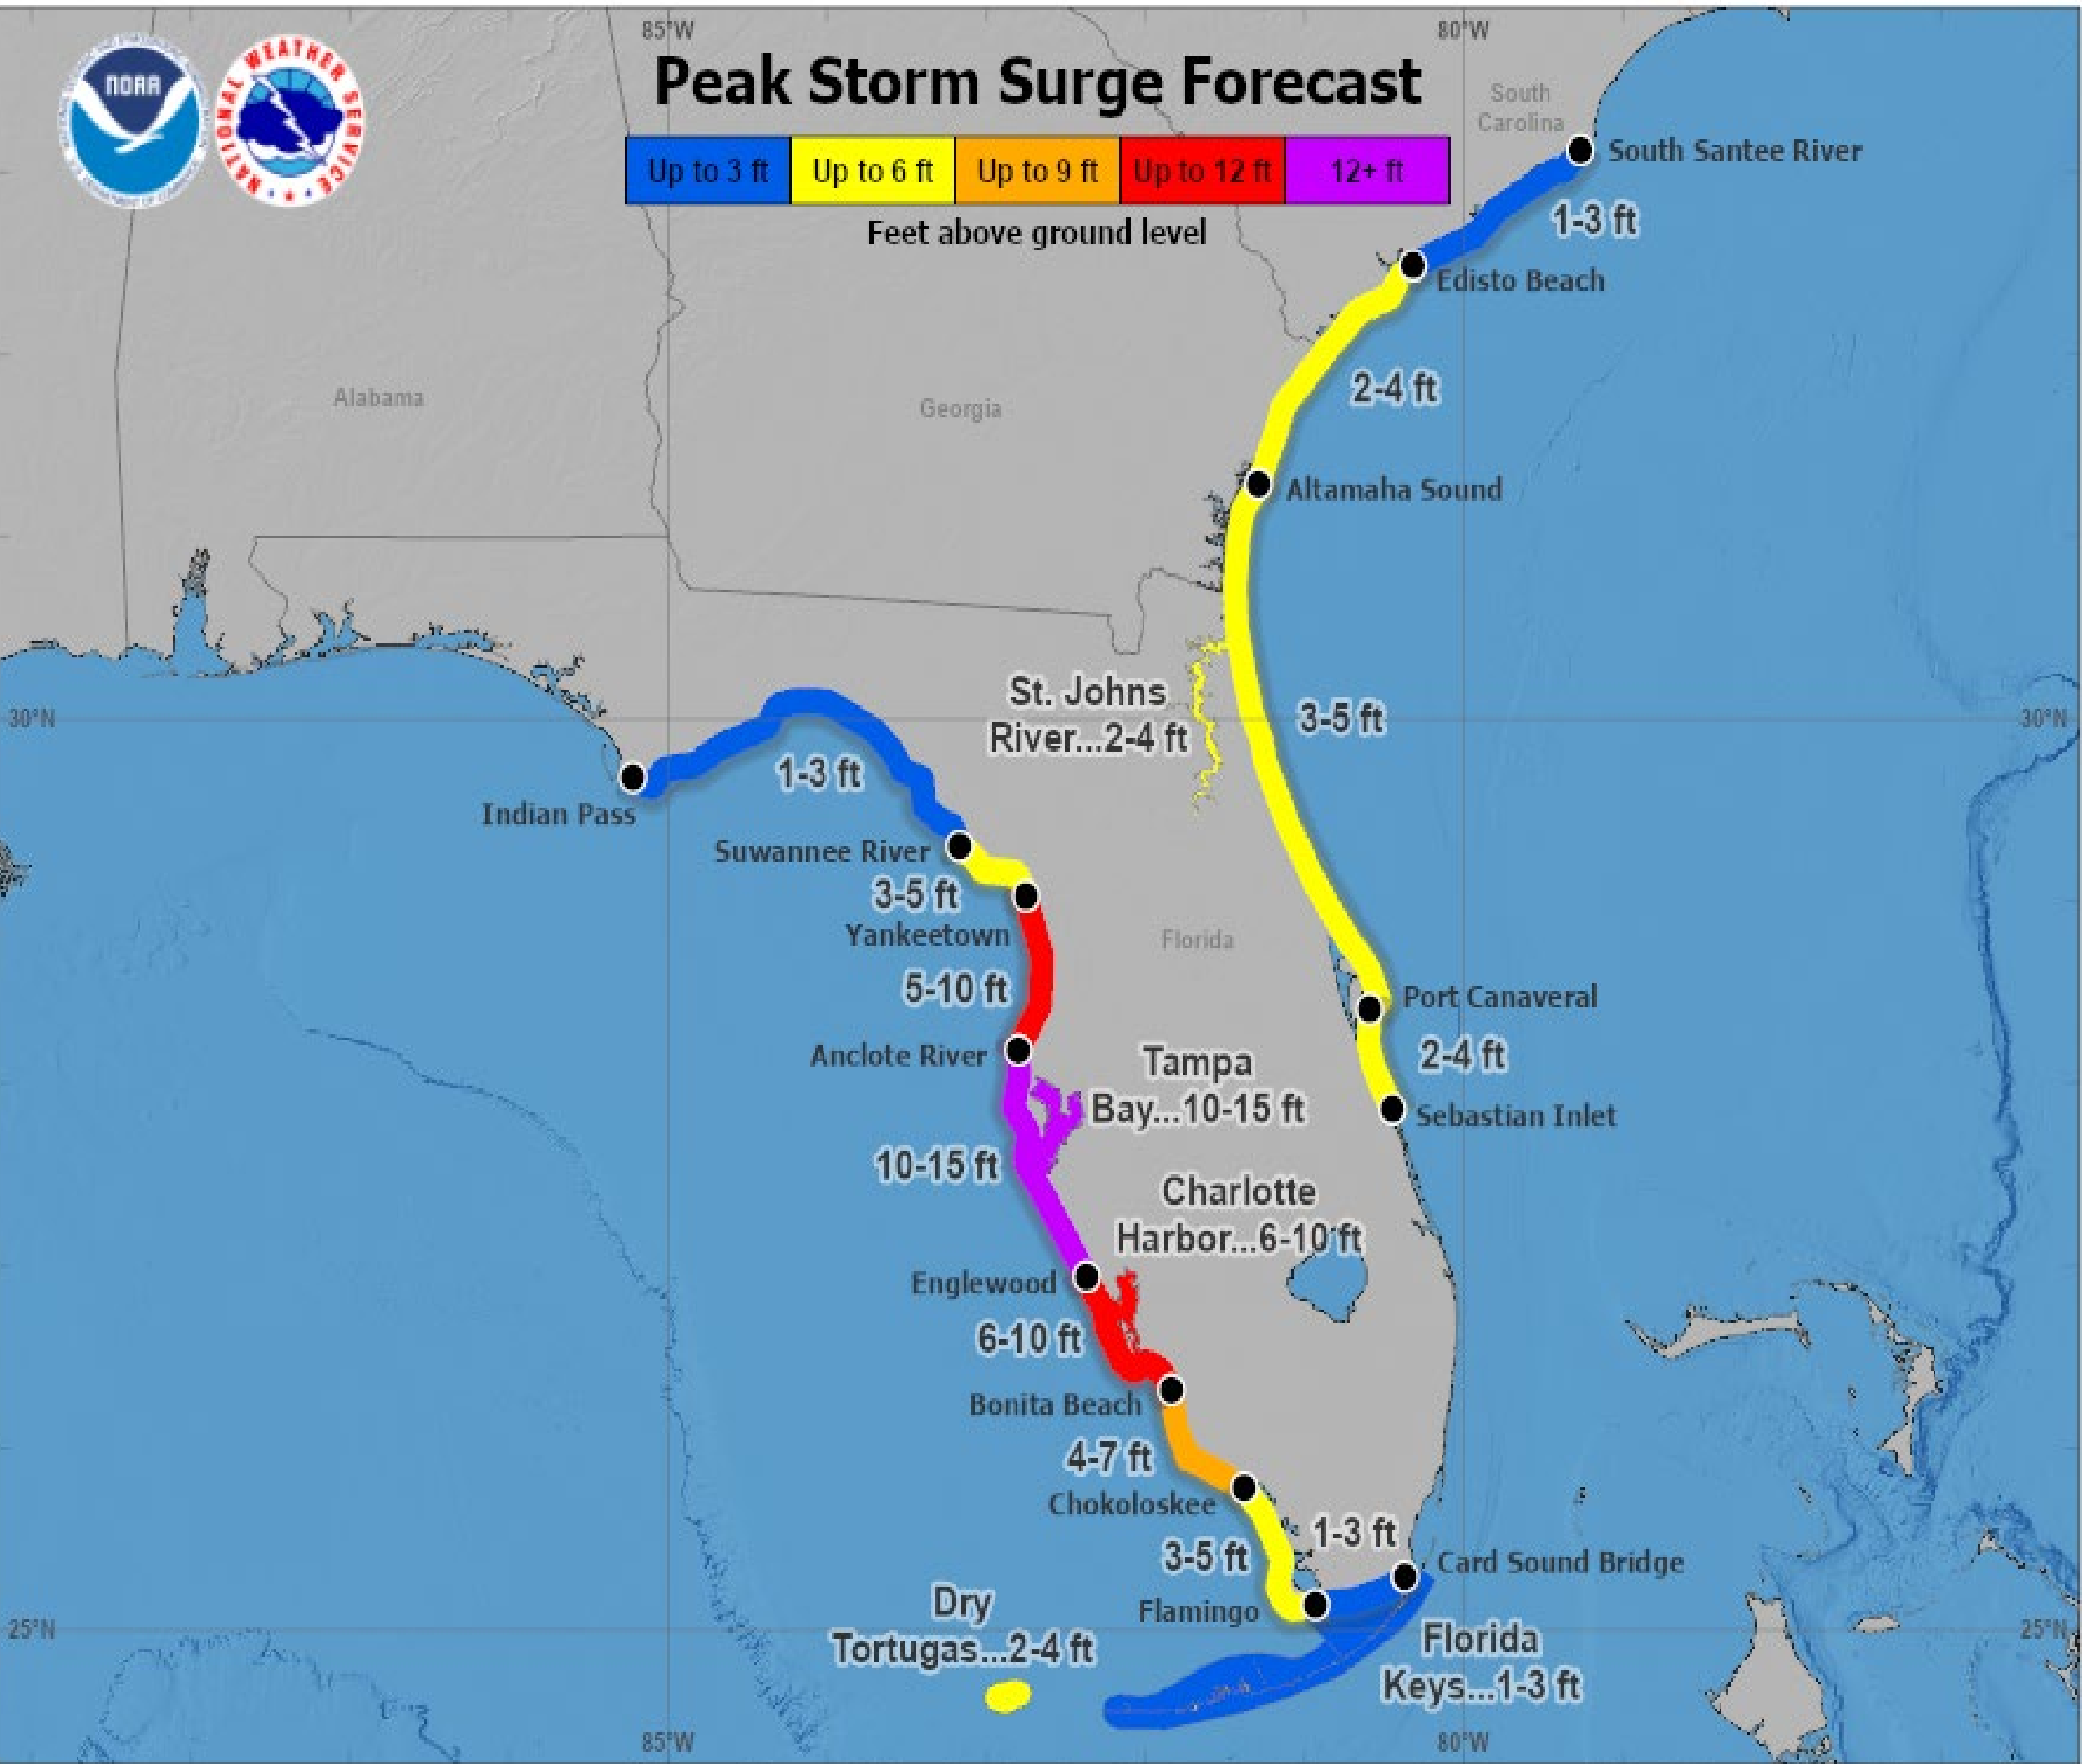 85°W
80°W
NOAA
NATIONAL WEATHER SERVICE
Peak Storm Surge Forecast
Up to 3 ft
Up to 6 ft
Up to 9 ft
Up to 12 ft
12+ ft
Feet above ground level
South
Carolina
South Santee River
1-3 ft
Edisto Beach
2-4 ft
Alabama
Georgia
Altamaha Sound
St. Johns
River...2-4 ft
3-5 ft
30°N
30°N
1-3 ft
Indian Pass
Suwannee River
3-5 ft
Yankeetown
Florida
5-10 ft
Port Canaveral
Anclote River
2-4 ft
Tampa
Bay...10-15 ft
Sebastian Inlet
10-15 ft
Charlotte
Harbor...6-10 ft
Englewood
6-10 ft
Bonita Beach
4-7 ft
Chokoloskee
1-3 ft
3-5 ft
Card Sound Bridge
Flamingo
Dry
Tortugas...2-4 ft
25°N
25°N
Florida
Keys...1-3 ft
85°W
80°W